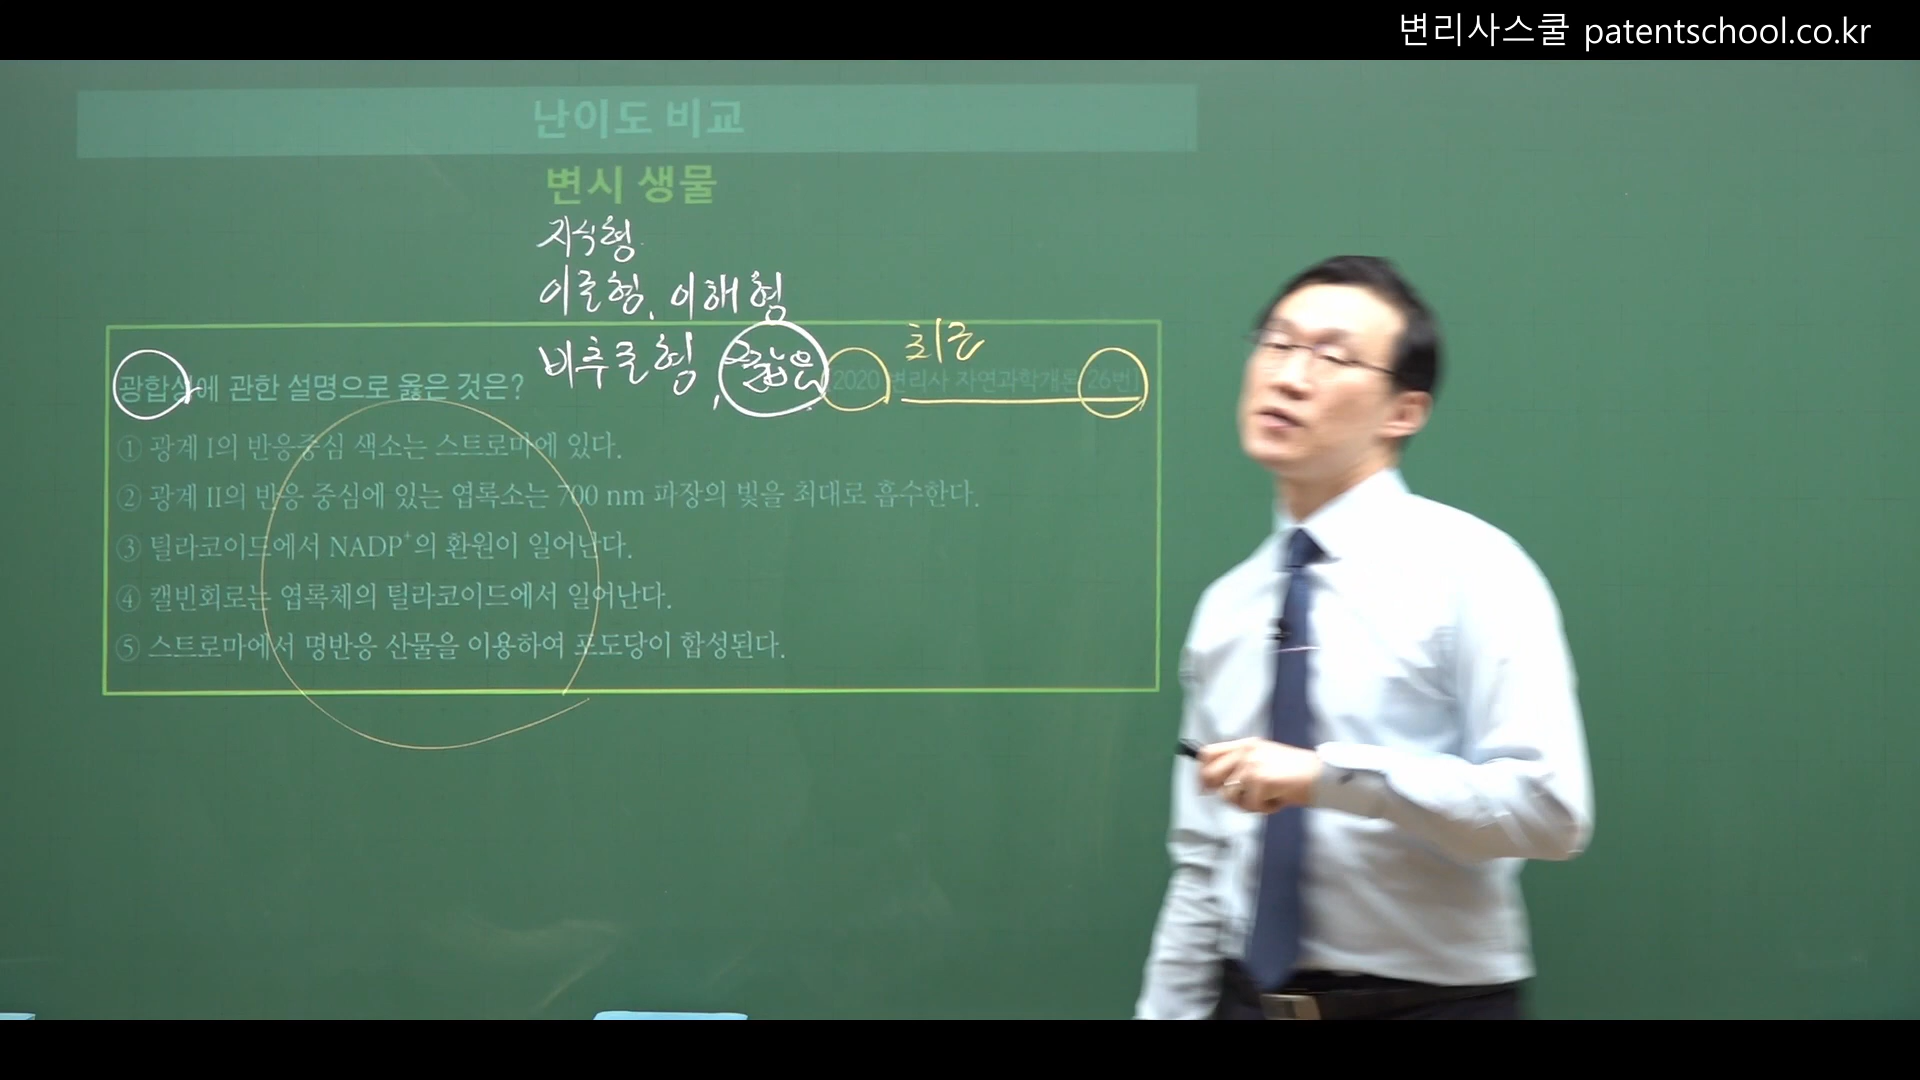 변리사스쿨 patentschool.co.kr
난이도 비교
변시 생물
지식형
이론형, 이해형
비추론형, 짧은
최근
광합성에 관한 설명으로 옳은 것은? [2020 변리사 자연과학개론 26번]
① 광계 I의 반응중심 색소는 스트로마에 있다.
② 광계 II의 반응 중심에 있는 엽록소는 700 nm 파장의 빛을 최대로 흡수한다.
③ 틸라코이드에서 NADP⁺의 환원이 일어난다.
④ 캘빈회로는 엽록체의 틸라코이드에서 일어난다.
⑤ 스트로마에서 명반응 산물을 이용하여 포도당이 합성된다.